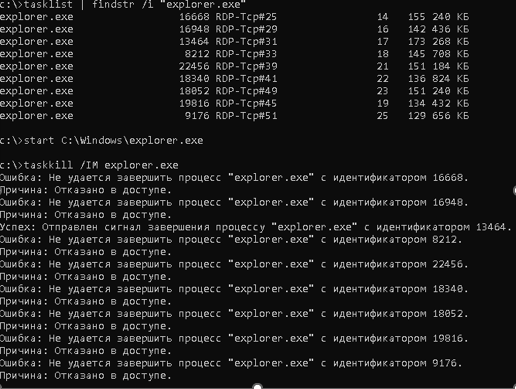 c:\>tasklist | findstr /i "explorer.exe"
explorer.exe 16668 RDP-Tcp#25 14 155 240 КБ
explorer.exe 16948 RDP-Tcp#29 16 142 436 КБ
explorer.exe 13464 RDP-Tcp#31 17 173 268 КБ
explorer.exe 8212 RDP-Tcp#33 18 145 708 КБ
explorer.exe 22456 RDP-Tcp#39 21 151 184 КБ
explorer.exe 18340 RDP-Tcp#41 22 136 824 КБ
explorer.exe 18052 RDP-Tcp#49 23 151 240 КБ
explorer.exe 19816 RDP-Tcp#45 19 134 432 КБ
explorer.exe 9176 RDP-Tcp#51 25 129 656 КБ
c:\>start C:\Windows\explorer.exe
c:\>taskkill /IM explorer.exe
Ошибка: Не удается завершить процесс "explorer.exe" с идентификатором 16668.
Причина: Отказано в доступе.
Ошибка: Не удается завершить процесс "explorer.exe" с идентификатором 16948.
Причина: Отказано в доступе.
Успех: Отправлен сигнал завершения процессу "explorer.exe" с идентификатором 13464.
Ошибка: Не удается завершить процесс "explorer.exe" с идентификатором 8212.
Причина: Отказано в доступе.
Ошибка: Не удается завершить процесс "explorer.exe" с идентификатором 22456.
Причина: Отказано в доступе.
Ошибка: Не удается завершить процесс "explorer.exe" с идентификатором 18340.
Причина: Отказано в доступе.
Ошибка: Не удается завершить процесс "explorer.exe" с идентификатором 18052.
Причина: Отказано в доступе.
Ошибка: Не удается завершить процесс "explorer.exe" с идентификатором 19816.
Причина: Отказано в доступе.
Ошибка: Не удается завершить процесс "explorer.exe" с идентификатором 9176.
Причина: Отказано в доступе.